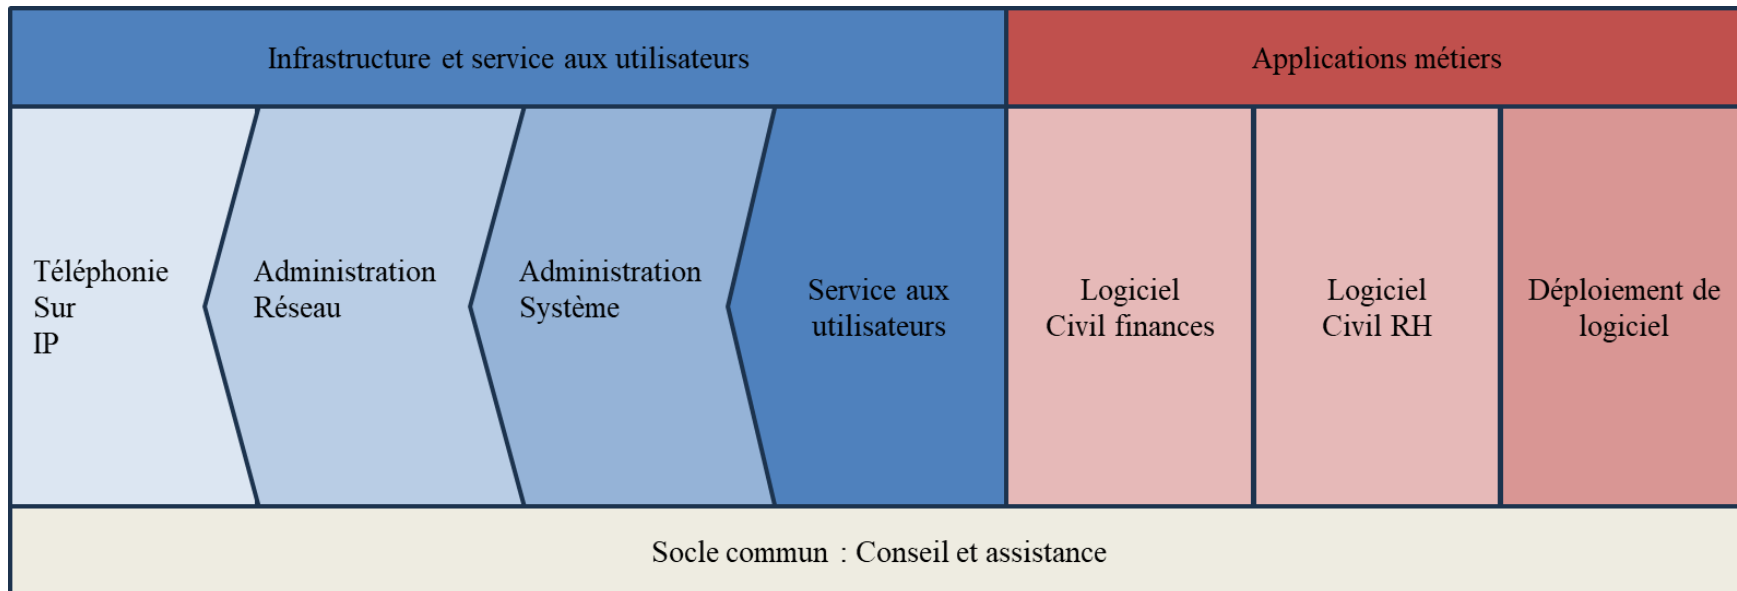 Infrastructure et service aux utilisateurs
Applications métiers
Téléphonie
Sur
IP
Administration
Réseau
Administration
Système
Service aux
utilisateurs
Logiciel
Civil finances
Logiciel
Civil RH
Déploiement de
logiciel
Socle commun : Conseil et assistance